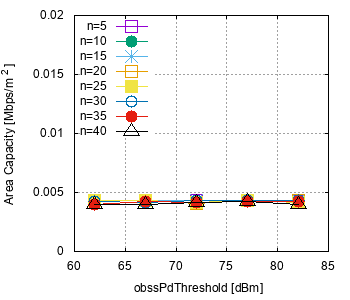 0.02
0.015
0.01
0.005
0
Area Capacity [Mbps/m ²]
n=5
n=10
n=15
n=20
n=25
n=30
n=35
n=40
60 65 70 75 80 85
obssPdThreshold [dBm]